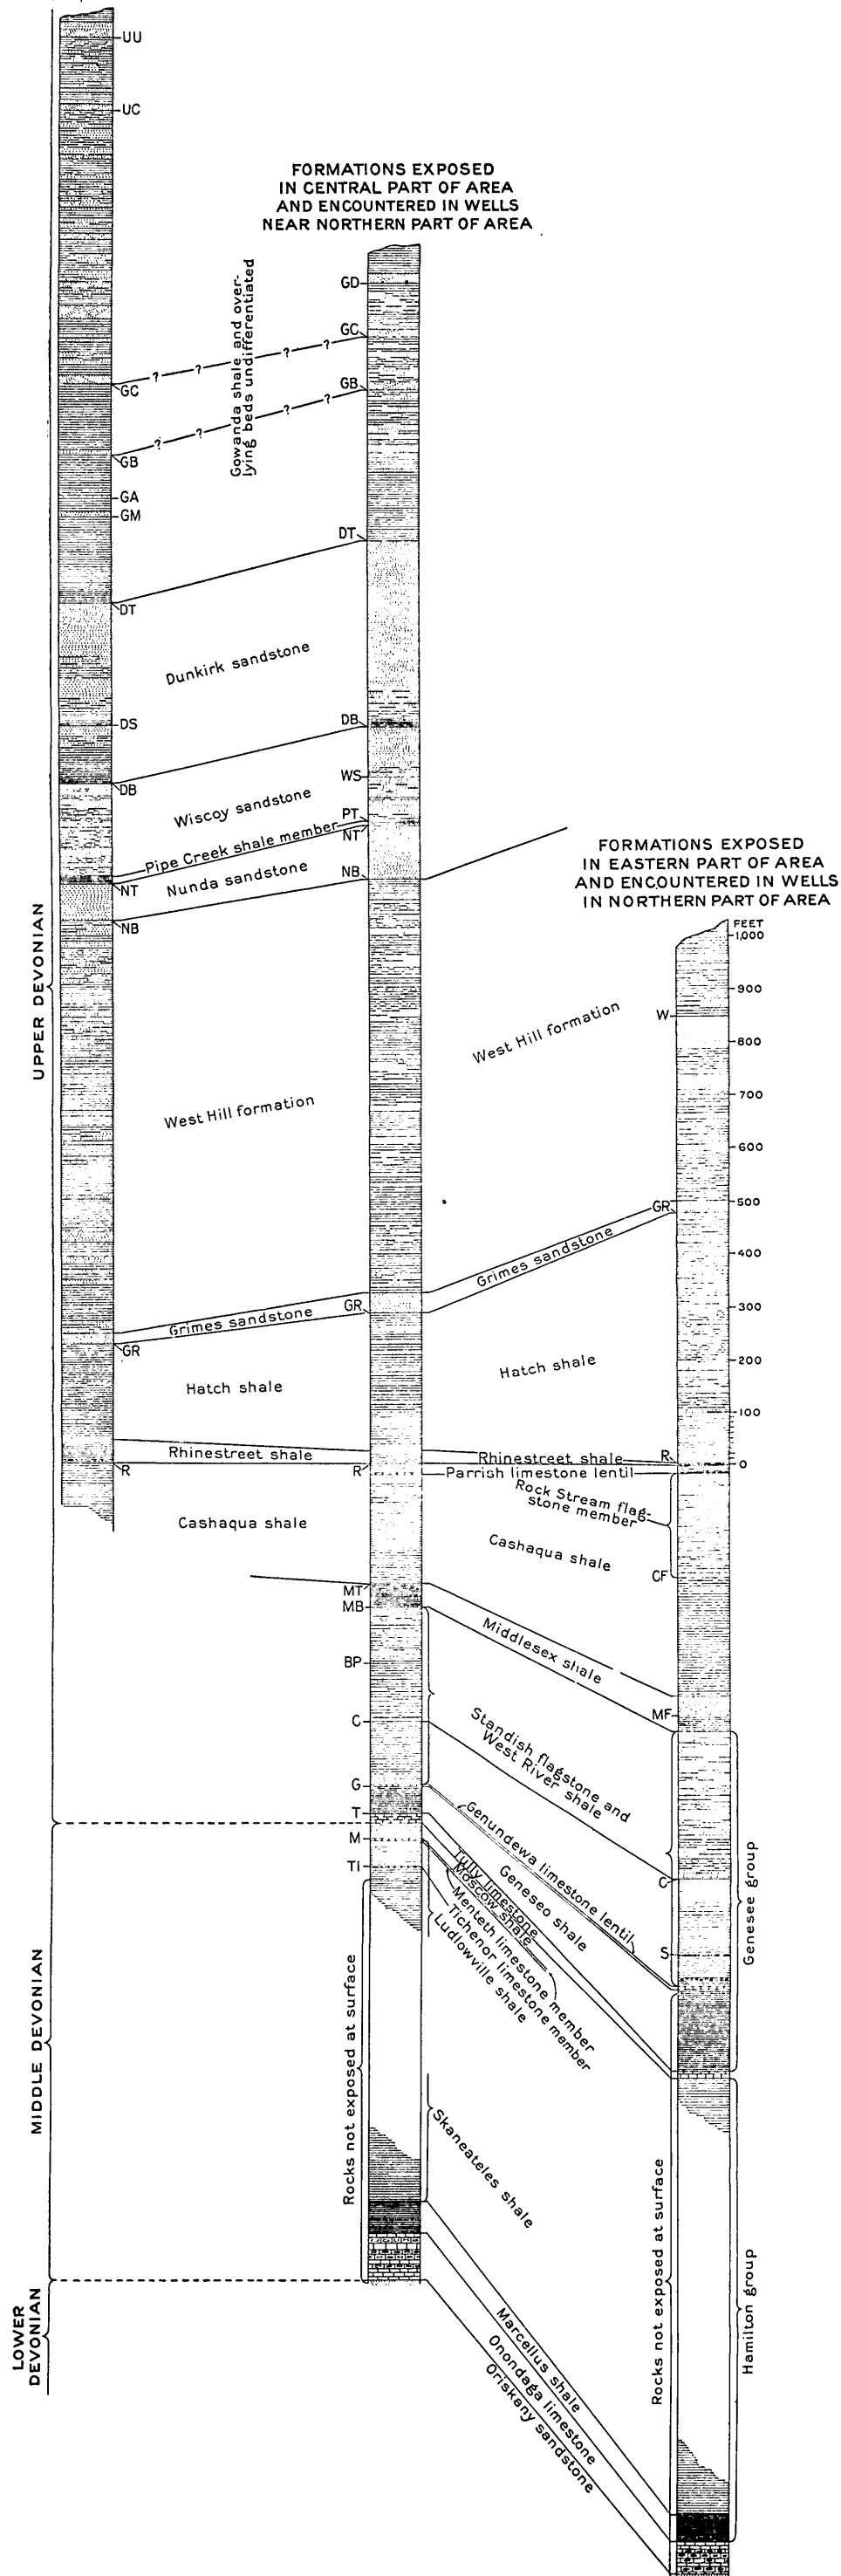 UU
UC
FORMATIONS EXPOSED
IN CENTRAL PART OF AREA
AND ENCOUNTERED IN WELLS
NEAR NORTHERN PART OF AREA
Gowanda shale and over-
lying beds undifferentiated
GD
GC
GB
? ? ? ?
? ? ? ?
GC
GB
GA
GM
DT
DT
Dunkirk sandstone
DS
DB
DB
WS
Wiscoy sandstone
PT
Pipe Creek shale member
NT
NT
Nunda sandstone
NB
NB
FORMATIONS EXPOSED
IN EASTERN PART OF AREA
AND ENCOUNTERED IN WELLS
IN NORTHERN PART OF AREA
FEET
1,000
900
800
700
600
500
400
300
200
100
0
W
West Hill formation
West Hill formation
UPPER DEVONIAN
GR
Grimes sandstone
Grimes sandstone
GR
GR
Hatch shale
Hatch shale
Rhinestreet shale
Rhinestreet shale
R
R
R
Parrish limestone lentil
Rock Stream flag-
stone member
Cashaqua shale
Cashaqua shale
CF
MT
MB
Middlesex shale
BP
MF
C
Standish flagstone and
West River shale
G
T
M
TI
Genundewa limestone lentil
Geneseo shale
Tully limestone
Moscow shale
Menteth limestone member
Tichenor limestone member
Ludlowville shale
C
S
Genesee group
MIDDLE DEVONIAN
Rocks not exposed at surface
Skaneateles shale
Rocks not exposed at surface
Hamilton group
LOWER
DEVONIAN
Marcellus shale
Onondaga limestone
Oriskany sandstone